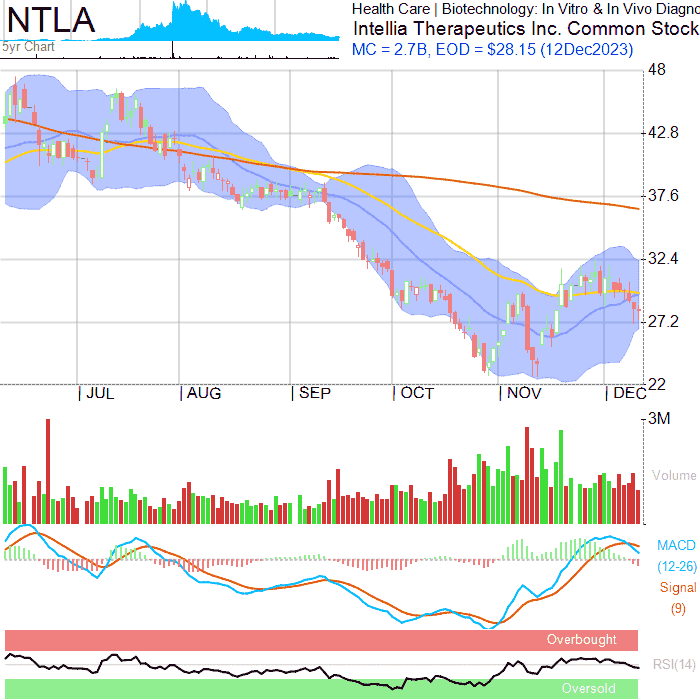 NTLA
5yr Chart
Health Care | Biotechnology: In Vitro & In Vivo Diagno
Intellia Therapeutics Inc. Common Stock
MC = 2.7B, EOD = $28.15 (12Dec2023)
48
42.8
37.6
32.4
27.2
22
JUL AUG SEP OCT NOV DEC
3M
Volume
MACD
(12-26)
Signal
(9)
Overbought
RSI(14)
Oversold